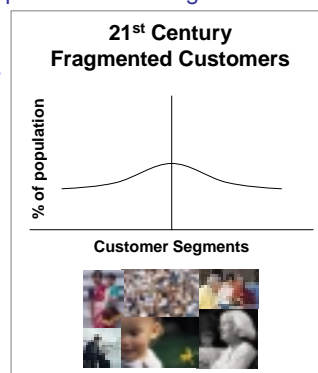 21st Century
Fragmented Customers
% of population
Customer Segments